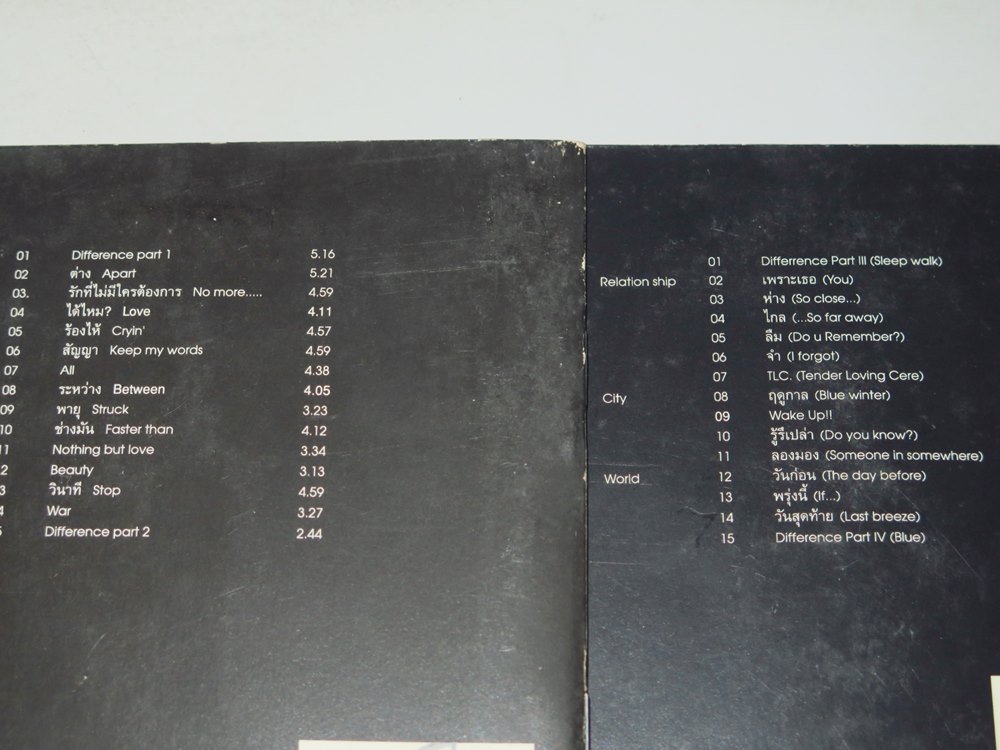 01 Difference part 1 5.16
02 ต่าง Apart 5.21
03. รักที่ไม่มีใครต้องการ No more..... 4.59
04 ได้ไหม? Love 4.11
05 ร้องไห้ Cryin' 4.57
06 สัญญา Keep my words 4.59
07 All 4.38
08 ระหว่าง Between 4.05
09 พายุ Struck 3.23
10 ช่างมัน Faster than 4.12
1 Nothing but love 3.34
2 Beauty 3.13
3 วินาที Stop 4.59
4 War 3.27
5 Difference part 2 2.44
01 Differrence Part III (Sleep walk)
Relation ship 02 เพราะเธอ (You)
03 ห่าง (So close...)
04 ไกล (...So far away)
05 ลืม (Do u Remember?)
06 จำ (I forgot)
07 TLC. (Tender Loving Cere)
City 08 ฤดูกาล (Blue winter)
09 Wake Up!!
10 รู้รึเปล่า (Do you know?)
11 ลองมอง (Someone in somewhere)
World 12 วันก่อน (The day before)
13 พรุ่งนี้ (If...)
14 วันสุดท้าย (Last breeze)
15 Difference Part IV (Blue)